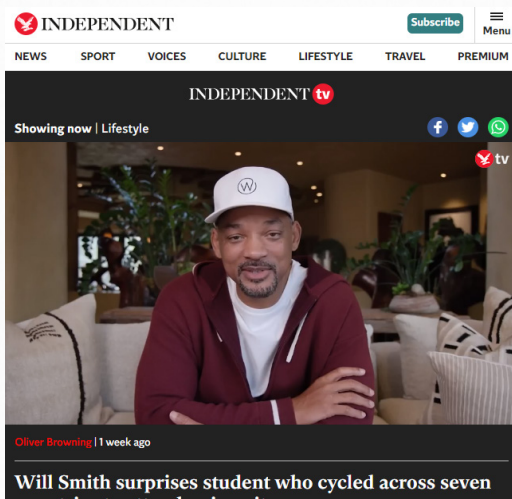 INDEPENDENT
Subscribe
Menu
NEWS SPORT VOICES CULTURE LIFESTYLE TRAVEL PREMIUM
INDEPENDENT tv
Showing now | Lifestyle
tv
W
Oliver Browning | 1 week ago
Will Smith surprises student who cycled across seven